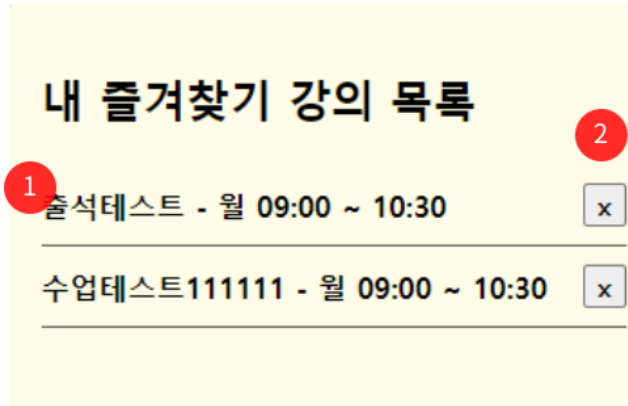 내 즐겨찾기 강의 목록
2
1
출석테스트 - 월 09:00 ~ 10:30 x
수업테스트111111 - 월 09:00 ~ 10:30 x